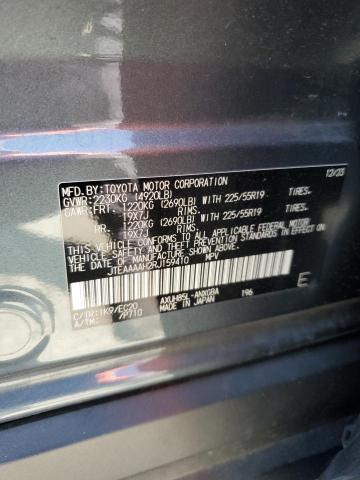 MFD.BY:TOYOTA MOTOR CORPORATION 12/23
GVWR:2230KG (4920LB)
GAWR:FRT. 1220KG (2690LB) WITH 225/55R19 TIRES,
19X7J RIMS,
RR. 1220KG (2690LB) WITH 225/55R19 TIRES,
19X7J RIMS,
THIS VEHICLE CONFORMS TO ALL APPLICABLE
FEDERAL MOTOR VEHICLE SAFETY AND
THEFT PREVENTION STANDARDS IN EFFECT ON THE
DATE OF MANUFACTURE SHOWN ABOVE.
JTEAAAAH2RJ159410 MPV
E
C/TR:1K9/EC20 AXUH85L-ANXGBA 196
A/TM: /P710 MADE IN JAPAN